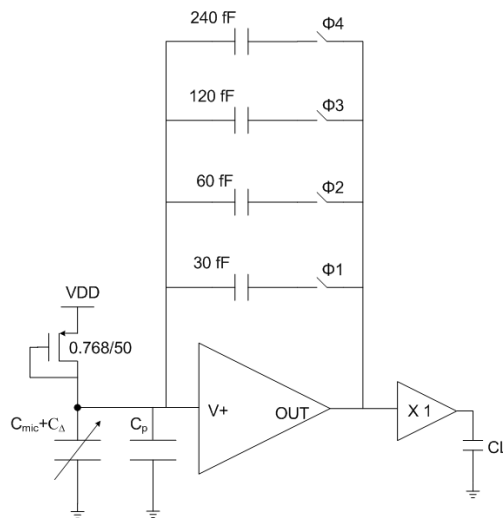 240 fF
Φ4
120 fF
Φ3
60 fF
Φ2
30 fF
Φ1
VDD
0.768/50
Cmic+CΔ
Cp
V+
OUT
X 1
CL